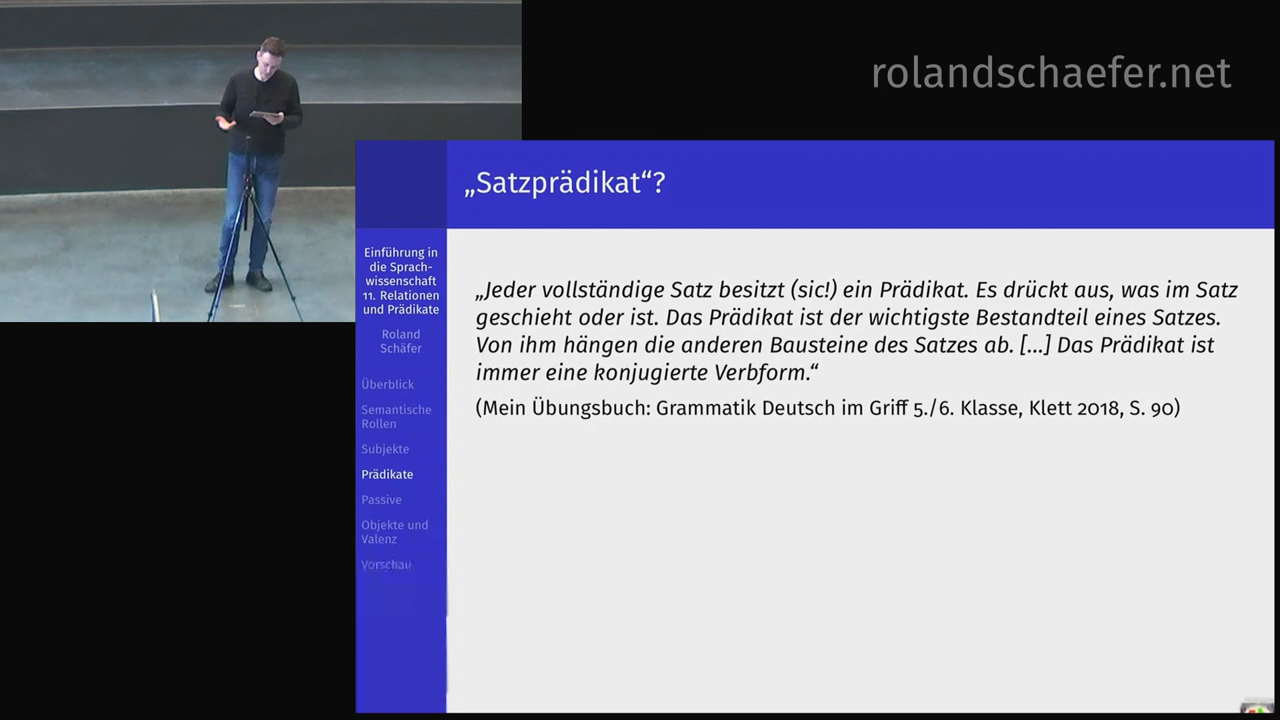 rolandschaefer.net
„Satzprädikat“?
Einführung in
die Sprach-
wissenschaft
11. Relationen
und Prädikate
Roland
Schäfer
Überblick
Semantische
Rollen
Subjekte
Prädikate
Passive
Objekte und
Valenz
Vorschau
„Jeder vollständige Satz besitzt (sic!) ein Prädikat. Es drückt aus, was im Satz
geschieht oder ist. Das Prädikat ist der wichtigste Bestandteil eines Satzes.
Von ihm hängen die anderen Bausteine des Satzes ab. [...] Das Prädikat ist
immer eine konjugierte Verbform.“
(Mein Übungsbuch: Grammatik Deutsch im Griff 5./6. Klasse, Klett 2018, S. 90)